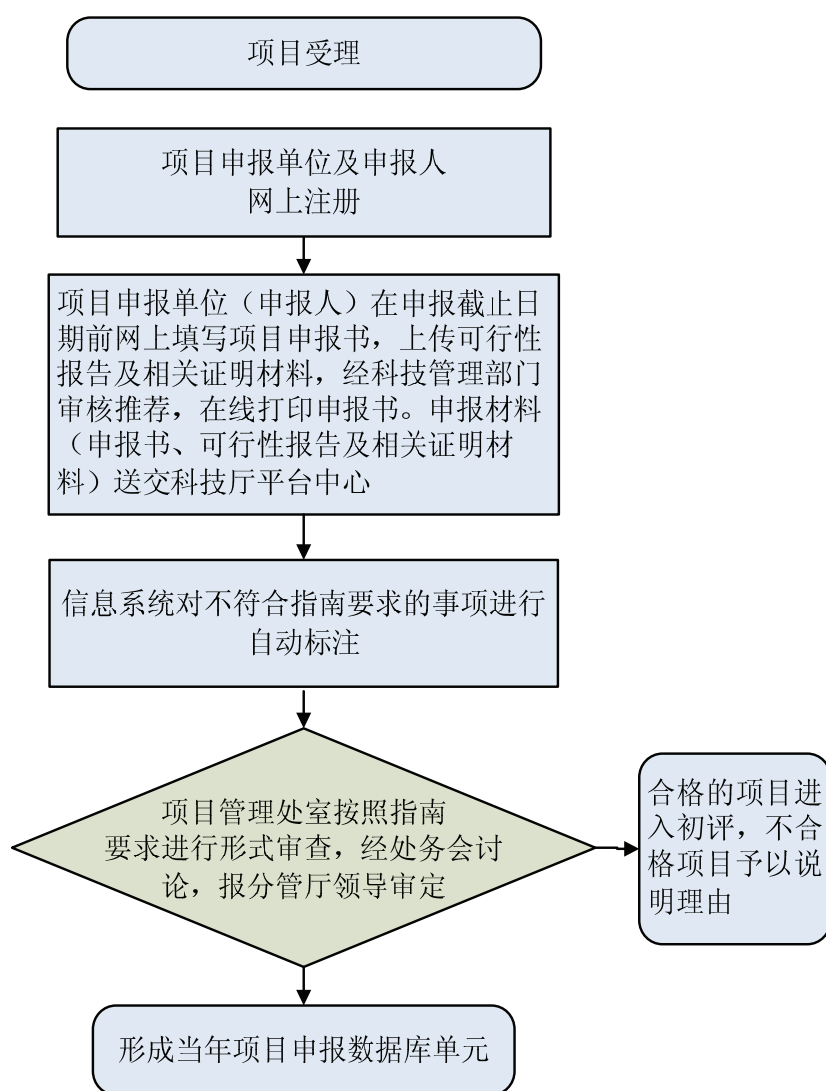 项目受理
项目申报单位及申报人
网上注册
项目申报单位（申报人）在申报截止日
期前网上填写项目申报书，上传可行性
报告及相关证明材料，经科技管理部门
审核推荐，在线打印申报书。申报材料
（申报书、可行性报告及相关证明材
料）送交科技厅平台中心
信息系统对不符合指南要求的事项进行
自动标注
项目管理处室按照指南
要求进行形式审查，经处务会讨
论，报分管厅领导审定
合格的项目进
入初评，不合
格项目予以说
明理由
形成当年项目申报数据库单元